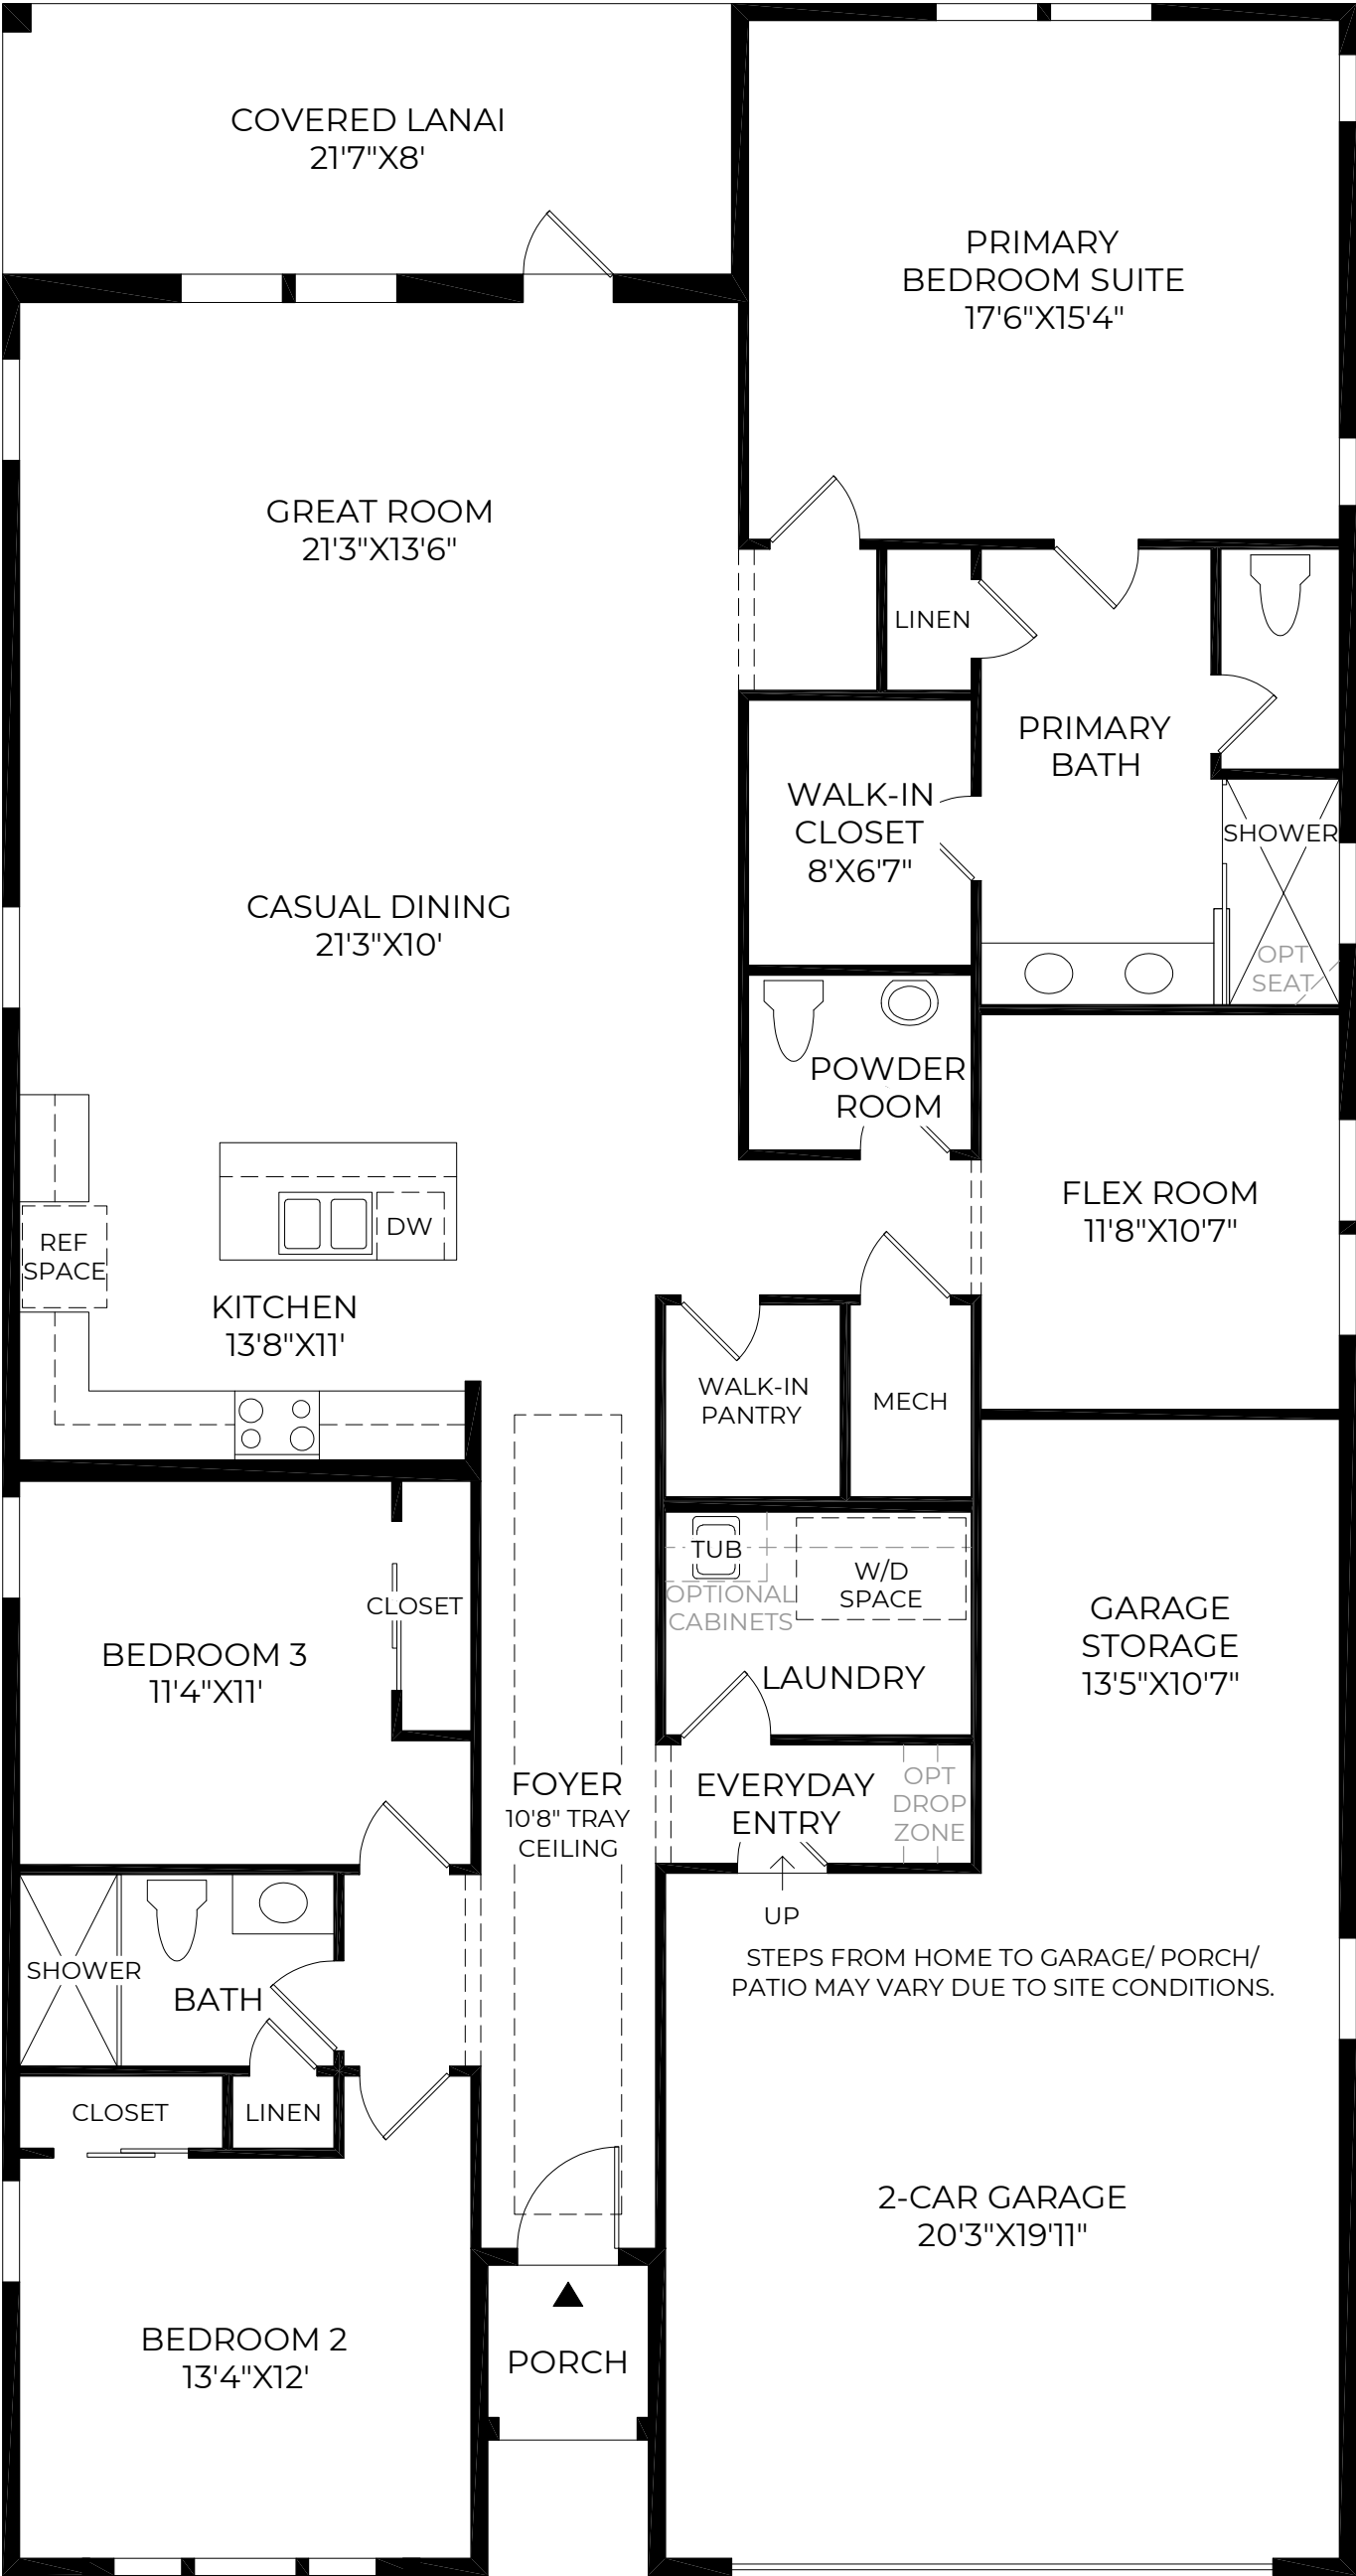 COVERED LANAI
21'7"X8'
PRIMARY
BEDROOM SUITE
17'6"X15'4"
GREAT ROOM
21'3"X13'6"
LINEN
PRIMARY
BATH
WALK-IN
CLOSET
8'X6'7"
SHOWER
OPT
SEAT
CASUAL DINING
21'3"X10'
POWDER
ROOM
FLEX ROOM
11'8"X10'7"
DW
REF
SPACE
KITCHEN
13'8"X11'
WALK-IN
PANTRY
MECH
TUB
W/D
SPACE
OPTIONAL
CABINETS
LAUNDRY
CLOSET
BEDROOM 3
11'4"X11'
GARAGE
STORAGE
13'5"X10'7"
FOYER
10'8" TRAY
CEILING
EVERYDAY
ENTRY
OPT
DROP
ZONE
UP
STEPS FROM HOME TO GARAGE/ PORCH/
PATIO MAY VARY DUE TO SITE CONDITIONS.
SHOWER
BATH
CLOSET
LINEN
2-CAR GARAGE
20'3"X19'11"
BEDROOM 2
13'4"X12'
PORCH